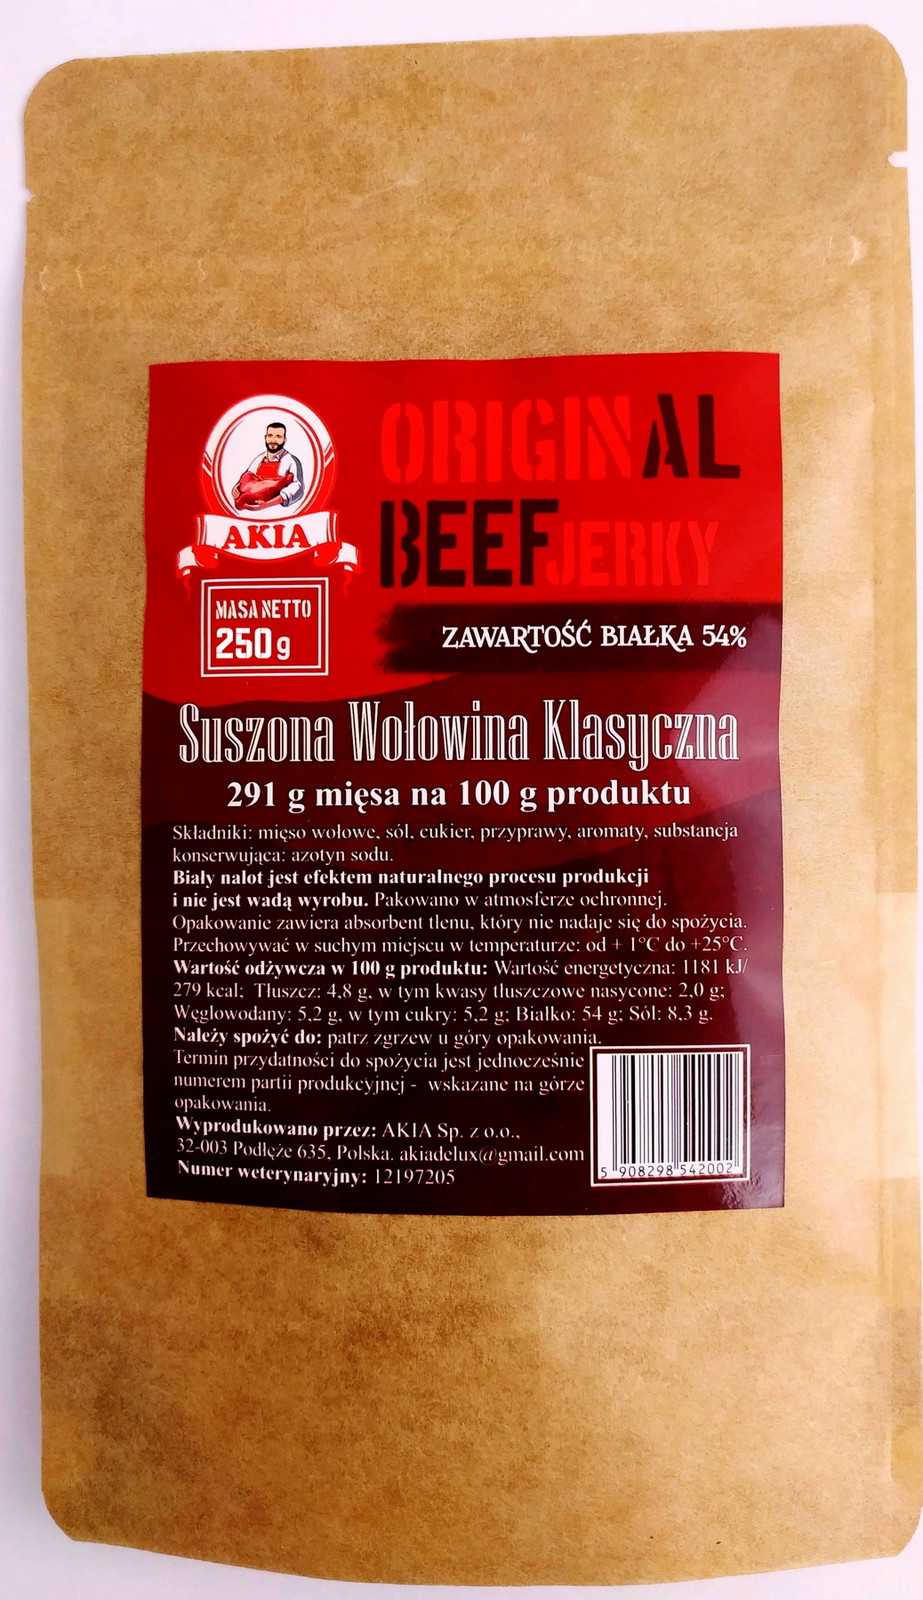 AKIA
MASA NETTO
250 g
ORIGINAL
BEEF JERKY
ZAWARTOŚĆ BIAŁKA 54%
Suszona Wołowina Klasyczna
291 g mięsa na 100 g produktu
Składniki: mięso wołowe, sól, cukier, przyprawy, aromaty, substancja
konserwująca: azotyn sodu.
Biały nalot jest efektem naturalnego procesu produkcji
i nie jest wadą wyrobu. Pakowano w atmosferze ochronnej.
Opakowanie zawiera absorbent tlenu, który nie nadaje się do spożycia.
Przechowywać w suchym miejscu w temperaturze: od + 1°C do +25°C.
Wartość odżywcza w 100 g produktu: Wartość energetyczna: 1181 kJ/
279 kcal; Tłuszcz: 4,8 g, w tym kwasy tłuszczowe nasycone: 2,0 g;
Węglowodany: 5,2 g, w tym cukry: 5,2 g; Białko: 54 g; Sól: 8,3 g.
Należy spożyć do: patrz zgrzew u góry opakowania.
Termin przydatności do spożycia jest jednocześnie
numerem partii produkcyjnej - wskazane na górze
opakowania.
Wyprodukowano przez: AKIA Sp. z o.o.,
32-003 Podłęże 635, Polska. akiadelux@gmail.com
Numer weterynaryjny: 12197205
5 908298 542002